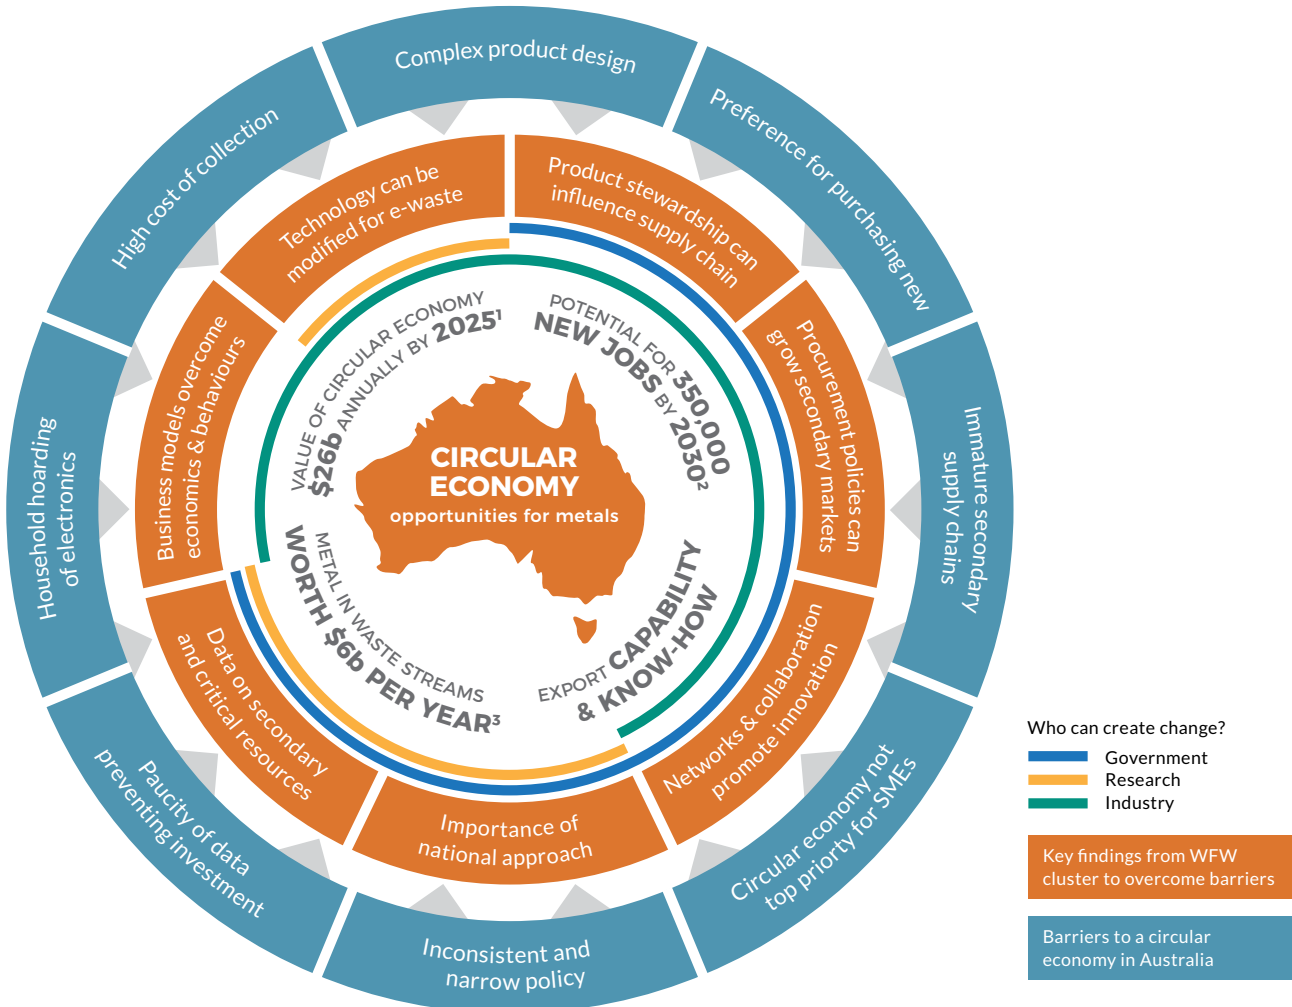 Complex product design
Preference for purchasing new
Immature secondary
supply chains
Circular economy not
top priorty for SMEs
Inconsistent and
narrow policy
Paucity of data
preventing investment
Household hoarding
of electronics
High cost of collection
Technology can be
modified for e-waste
Product stewardship can
influence supply chain
Procurement policies can
grow secondary markets
Networks & collaboration
promote innovation
Importance of
national approach
Data on secondary
and critical resources
Business models overcome
economics & behaviours
VALUE OF CIRCULAR ECONOMY
$26b ANNUALLY BY 2025¹
POTENTIAL FOR 350,000
NEW JOBS BY 2030²
EXPORT CAPABILITY
& KNOW-HOW
METAL IN WASTE STREAMS
WORTH $6b PER YEAR³
CIRCULAR
ECONOMY
opportunities for metals
Who can create change?
Government
Research
Industry
Key findings from WFW
cluster to overcome barriers
Barriers to a circular
economy in Australia